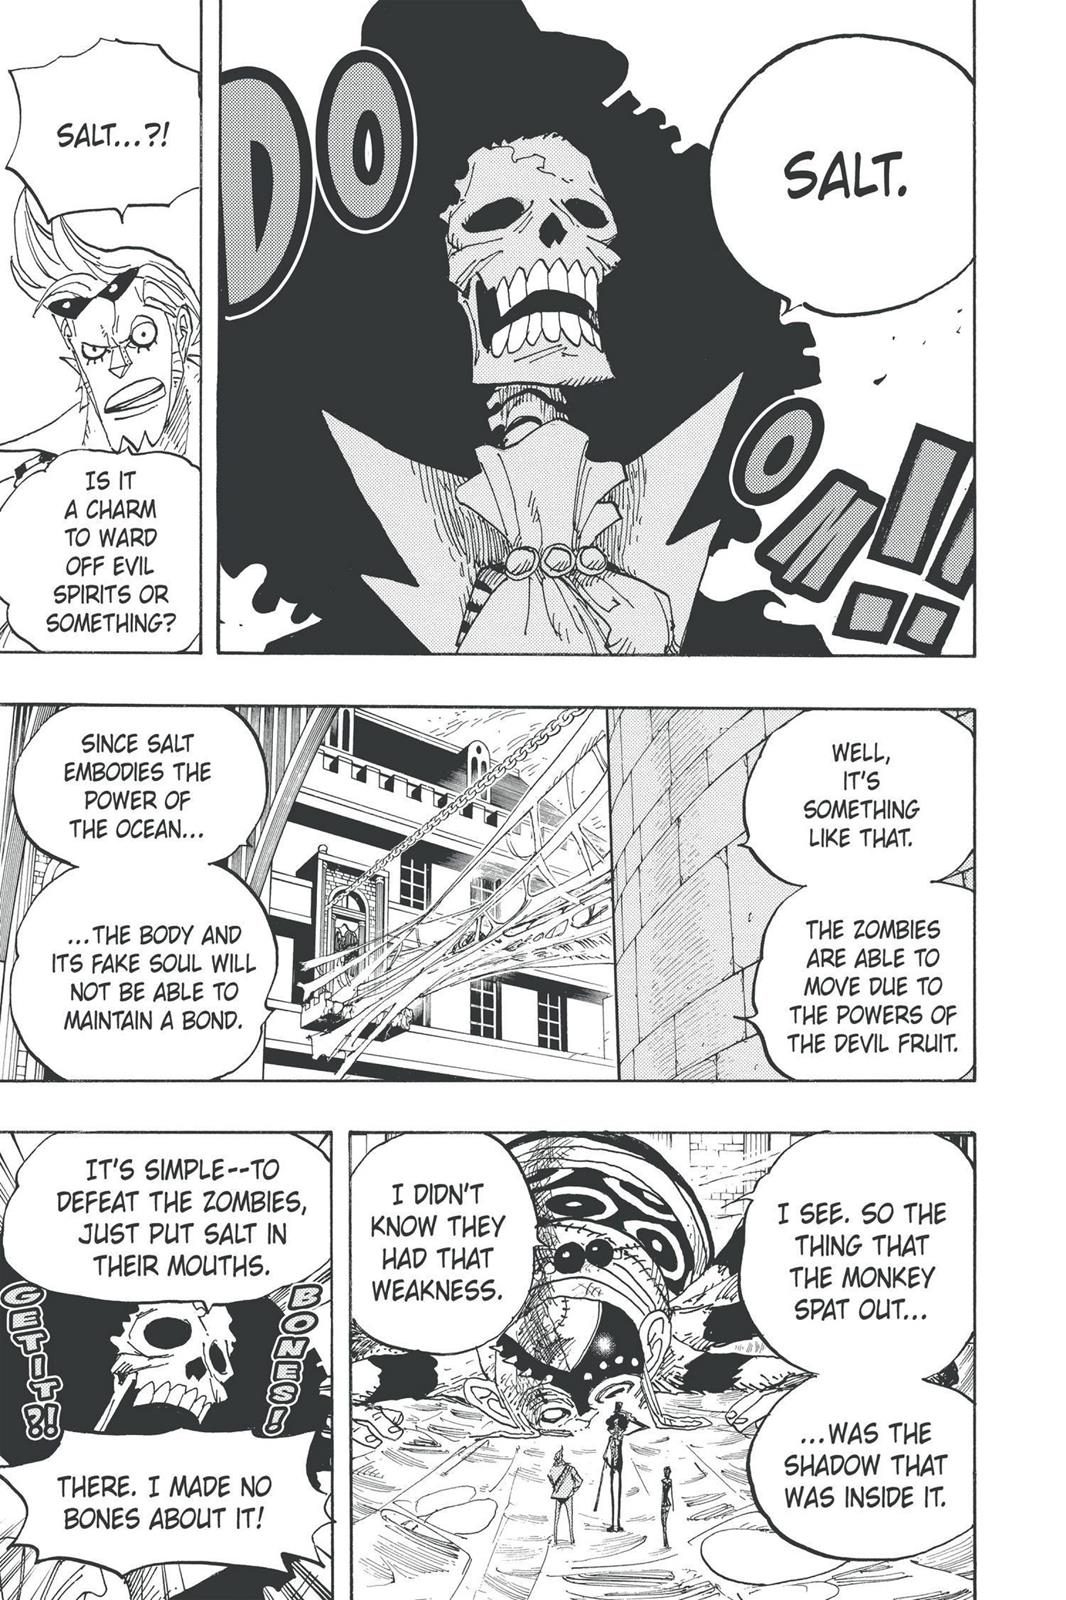 SALT.
DO
OM!!
SALT...?!
IS IT
A CHARM
TO WARD
OFF EVIL
SPIRITS OR
SOMETHING?
WELL,
IT'S
SOMETHING
LIKE THAT.
THE ZOMBIES
ARE ABLE TO
MOVE DUE TO
THE POWERS OF
THE DEVIL FRUIT.
SINCE SALT
EMBODIES THE
POWER OF
THE OCEAN...
...THE BODY AND
ITS FAKE SOUL WILL
NOT BE ABLE TO
MAINTAIN A BOND.
I SEE. SO THE
THING THAT
THE MONKEY
SPAT OUT...
...WAS THE
SHADOW THAT
WAS INSIDE IT.
I DIDN'T
KNOW THEY
HAD THAT
WEAKNESS.
IT'S SIMPLE--TO
DEFEAT THE ZOMBIES,
JUST PUT SALT IN
THEIR MOUTHS.
BONES!
GET IT?!
THERE. I MADE NO
BONES ABOUT IT!